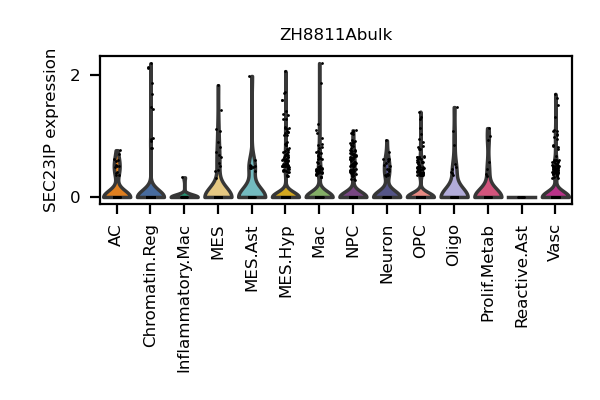 ZH8811Abulk
SEC23IP expression
2
0
AC
Chromatin.Reg
Inflammatory.Mac
MES
MES.Ast
MES.Hyp
Mac
NPC
Neuron
OPC
Oligo
Prolif.Metab
Reactive.Ast
Vasc